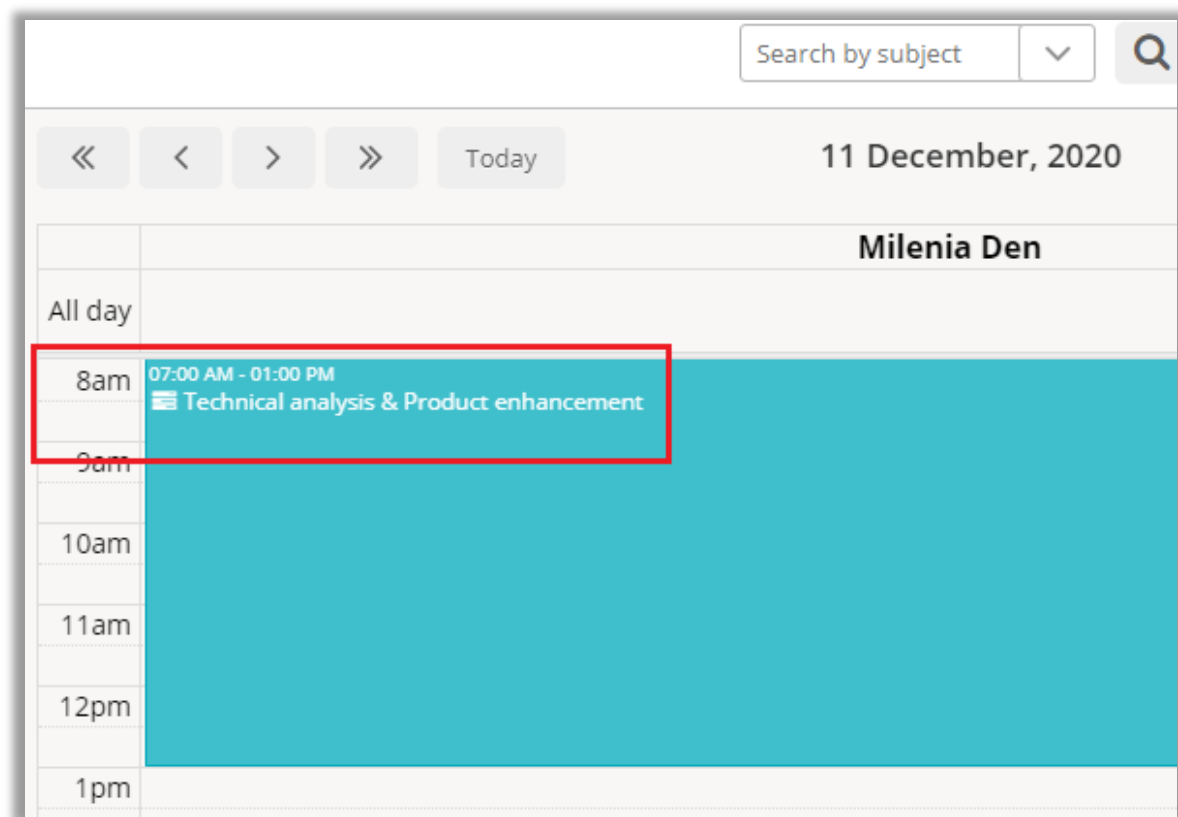 Search by subject
Today
11 December, 2020
Milenia Den
All day
8am
07:00 AM - 01:00 PM
Technical analysis & Product enhancement
9am
10am
11am
12pm
1pm